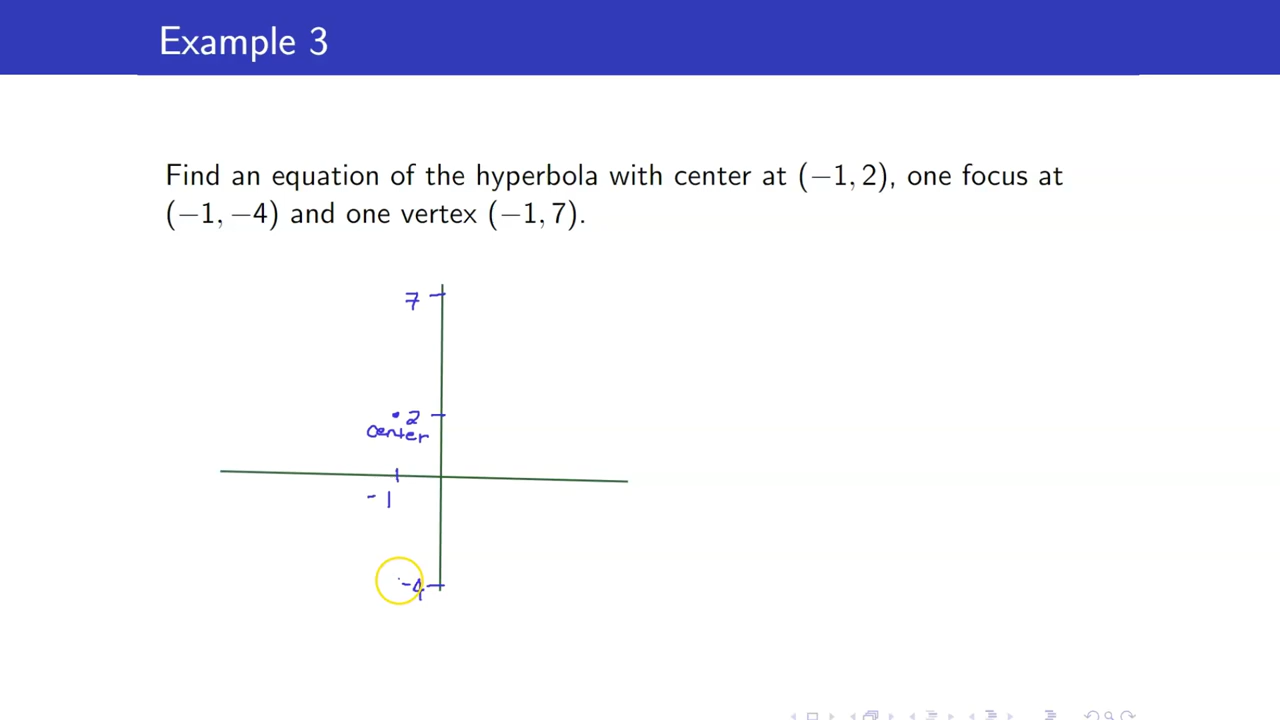 Example 3
Find an equation of the hyperbola with center at (−1, 2), one focus at
(−1, −4) and one vertex (−1, 7).
7
2
center
-1
-4